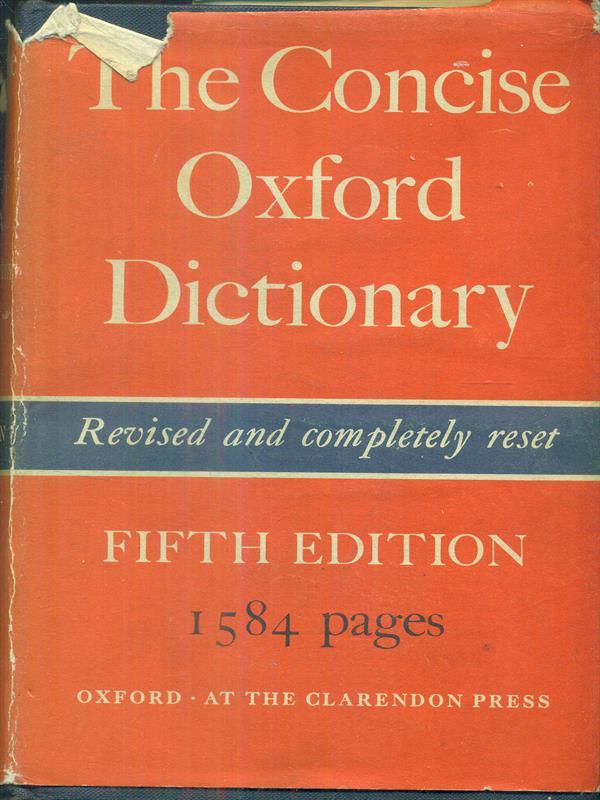 The Concise
Oxford
Dictionary
Revised and completely reset
FIFTH EDITION
1584 pages
OXFORD · AT THE CLARENDON PRESS